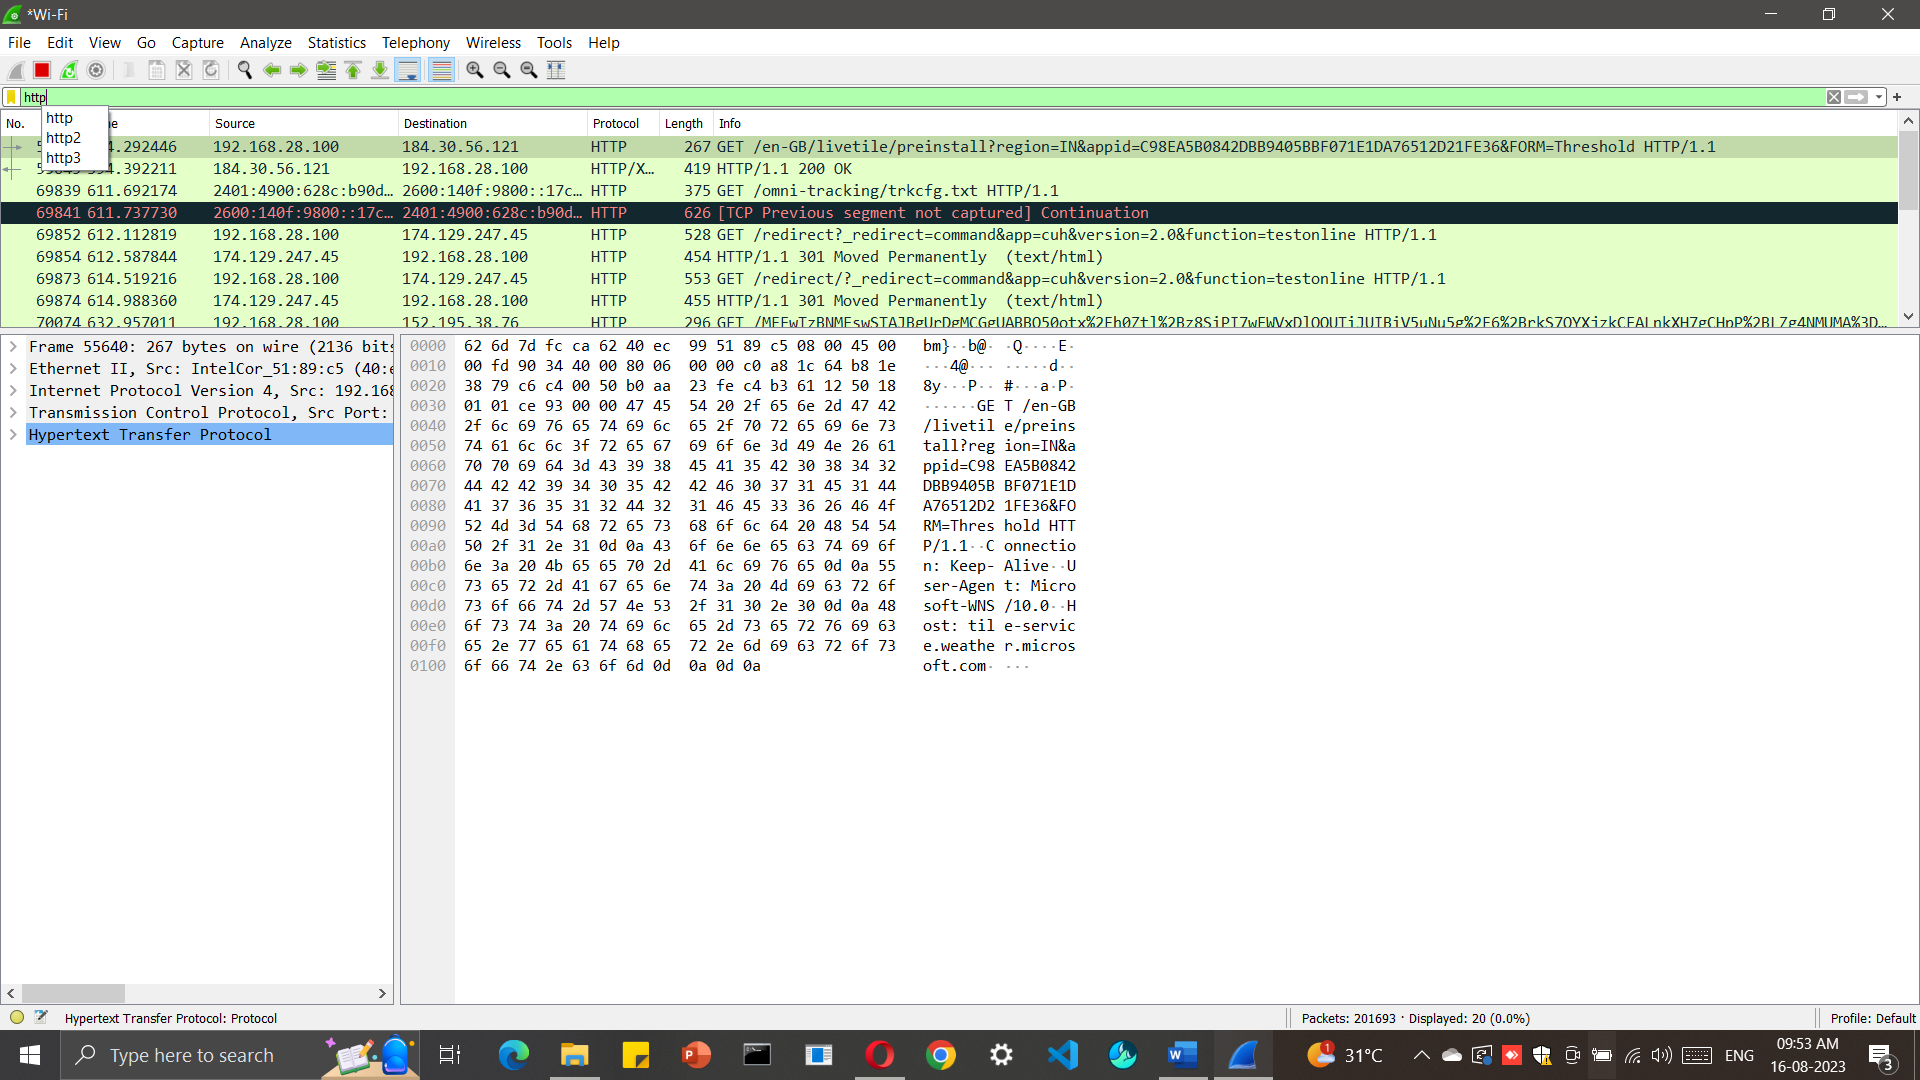 *Wi-Fi
File Edit View Go Capture Analyze Statistics Telephony Wireless Tools Help
http
http
http2
http3
No. Source Destination Protocol Length Info
.292446 192.168.28.100 184.30.56.121 HTTP 267 GET /en-GB/livetile/preinstall?region=IN&appid=C98EA5B0842DBB9405BBF071E1DA76512D21FE36&FORM=Threshold HTTP/1.1
.392211 184.30.56.121 192.168.28.100 HTTP/X… 419 HTTP/1.1 200 OK
69839 611.692174 2401:4900:628c:b90d… 2600:140f:9800::17c… HTTP 375 GET /omni-tracking/trkcfg.txt HTTP/1.1
69841 611.737730 2600:140f:9800::17c… 2401:4900:628c:b90d… HTTP 626 [TCP Previous segment not captured] Continuation
69852 612.112819 192.168.28.100 174.129.247.45 HTTP 528 GET /redirect?_redirect=command&app=cuh&version=2.0&function=testonline HTTP/1.1
69854 612.587844 174.129.247.45 192.168.28.100 HTTP 454 HTTP/1.1 301 Moved Permanently (text/html)
69873 614.519216 192.168.28.100 174.129.247.45 HTTP 553 GET /redirect/?_redirect=command&app=cuh&version=2.0&function=testonline HTTP/1.1
69874 614.988360 174.129.247.45 192.168.28.100 HTTP 455 HTTP/1.1 301 Moved Permanently (text/html)
70074 632.957011 192.168.28.100 152.195.38.76 HTTP 296 GET
Frame 55640: 267 bytes on wire (2136 bits
Ethernet II, Src: IntelCor_51:89:c5 (40:e
Internet Protocol Version 4, Src: 192.168
Transmission Control Protocol, Src Port:
Hypertext Transfer Protocol
0000 62 6d 7d fc ca 62 40 ec 99 51 89 c5 08 00 45 00 bm}··b@· ·Q····E·
0010 00 fd 90 34 40 00 80 06 00 00 c0 a8 1c 64 b8 1e ···4@··· ·····d··
0020 38 79 c6 c4 00 50 b0 aa 23 fe c4 b3 61 12 50 18 8y···P·· #···a·P·
0030 01 01 ce 93 00 00 47 45 54 20 2f 65 6e 2d 47 42 ······GE T /en-GB
0040 2f 6c 69 76 65 74 69 6c 65 2f 70 72 65 69 6e 73 /livetil e/preins
0050 74 61 6c 6c 3f 72 65 67 69 6f 6e 3d 49 4e 26 61 tall?reg ion=IN&a
0060 70 70 69 64 3d 43 39 38 45 41 35 42 30 38 34 32 ppid=C98 EA5B0842
0070 44 42 42 39 34 30 35 42 42 46 30 37 31 45 31 44 DBB9405B BF071E1D
0080 41 37 36 35 31 32 44 32 31 46 45 33 36 26 46 4f A76512D2 1FE36&FO
0090 52 4d 3d 54 68 72 65 73 68 6f 6c 64 20 48 54 54 RM=Thres hold HTT
00a0 50 2f 31 2e 31 0d 0a 43 6f 6e 6e 65 63 74 69 6f P/1.1··C onnectio
00b0 6e 3a 20 4b 65 65 70 2d 41 6c 69 76 65 0d 0a 55 n: Keep- Alive··U
00c0 73 65 72 2d 41 67 65 6e 74 3a 20 4d 69 63 72 6f ser-Agen t: Micro
00d0 73 6f 66 74 2d 57 4e 53 2f 31 30 2e 30 0d 0a 48 soft-WNS /10.0··H
00e0 6f 73 74 3a 20 74 69 6c 65 2d 73 65 72 76 69 63 ost: til e-servic
00f0 65 2e 77 65 61 74 68 65 72 2e 6d 69 63 72 6f 73 e.weathe r.micros
0100 6f 66 74 2e 63 6f 6d 0d 0a 0d 0a oft.com· ···
Hypertext Transfer Protocol: Protocol Packets: 201693 · Displayed: 20 (0.0%) Profile: Default
Type here to search 31°C ENG 09:53 AM
16-08-2023 3